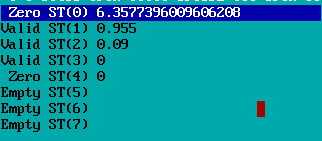 Zero ST(0) 6.3577396009606208
Valid ST(1) 0.955
Valid ST(2) 0.09
Valid ST(3) 0
Zero ST(4) 0
Empty ST(5)
Empty ST(6)
Empty ST(7)